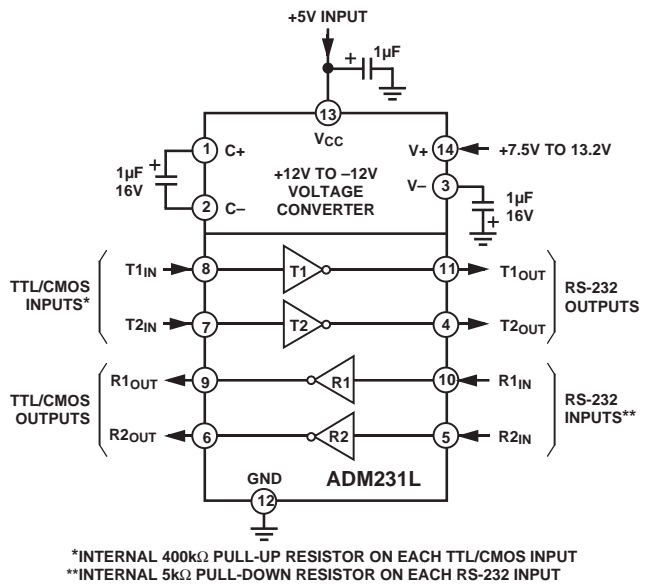 +5V INPUT
+ 1μF
13
VCC
1 C+
V+ 14 +7.5V TO 13.2V
+12V TO –12V
VOLTAGE
CONVERTER
1μF +
16V
2 C–
V– 3
1μF
16V
+
TTL/CMOS
INPUTS*
T1IN 8 T1 11 T1OUT
T2IN 7 T2 4 T2OUT
RS-232
OUTPUTS
TTL/CMOS
OUTPUTS
R1OUT 9 R1 10 R1IN
R2OUT 6 R2 5 R2IN
RS-232
INPUTS**
GND
12
ADM231L
*INTERNAL 400kΩ PULL-UP RESISTOR ON EACH TTL/CMOS INPUT
**INTERNAL 5kΩ PULL-DOWN RESISTOR ON EACH RS-232 INPUT